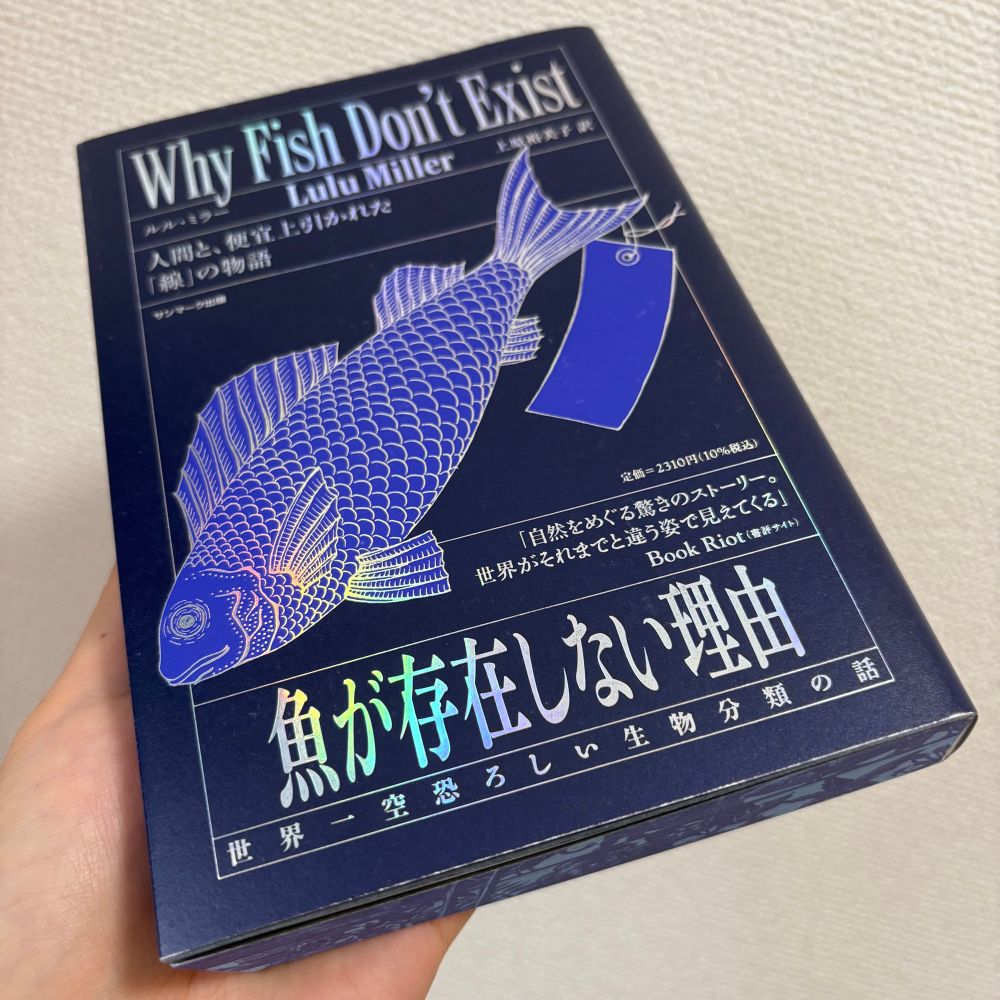 Why Fish Don't Exist
Lulu Miller
上原裕美子 訳
ルル・ミラー
人間と、便宜上引かれた
「線」の物語
サンマーク出版
定価=2310円(10%税込)
「自然をめぐる驚きのストーリー。
世界がそれまでと違う姿で見えてくる」
Book Riot(書評サイト)
魚が存在しない理由
世界一空恐ろしい生物分類の話